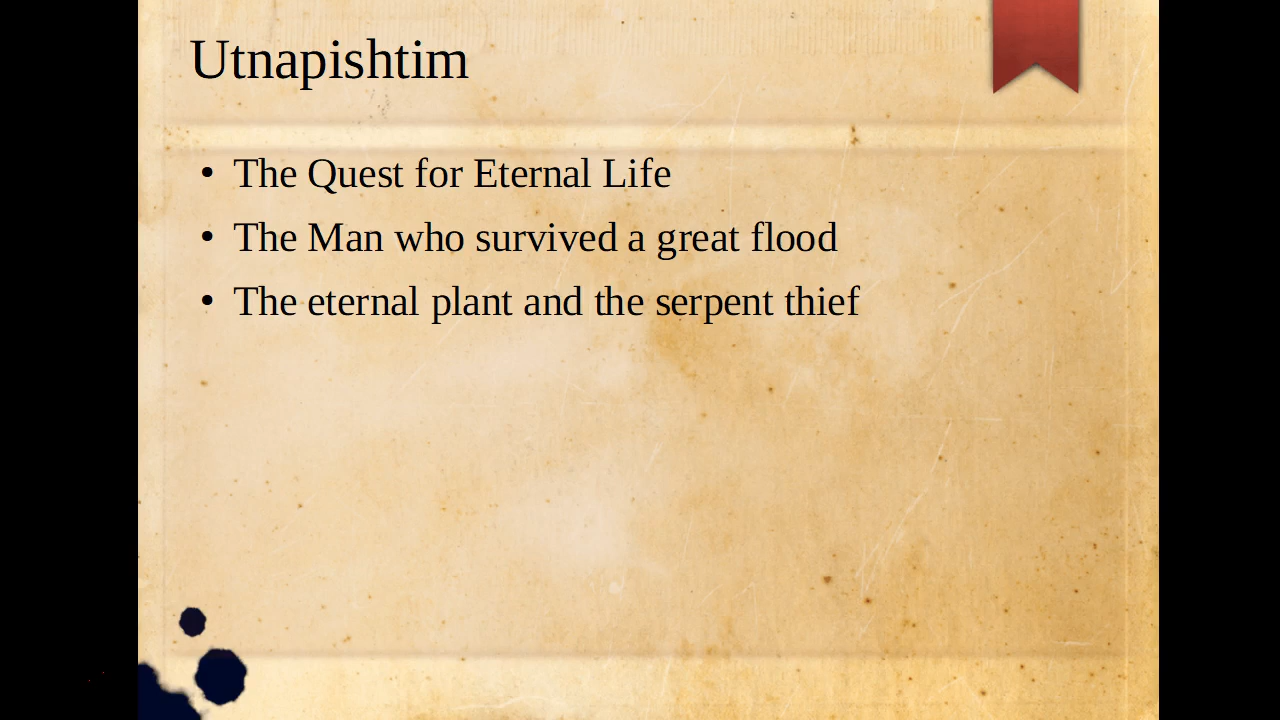 Utnapishtim
• The Quest for Eternal Life
• The Man who survived a great flood
• The eternal plant and the serpent thief